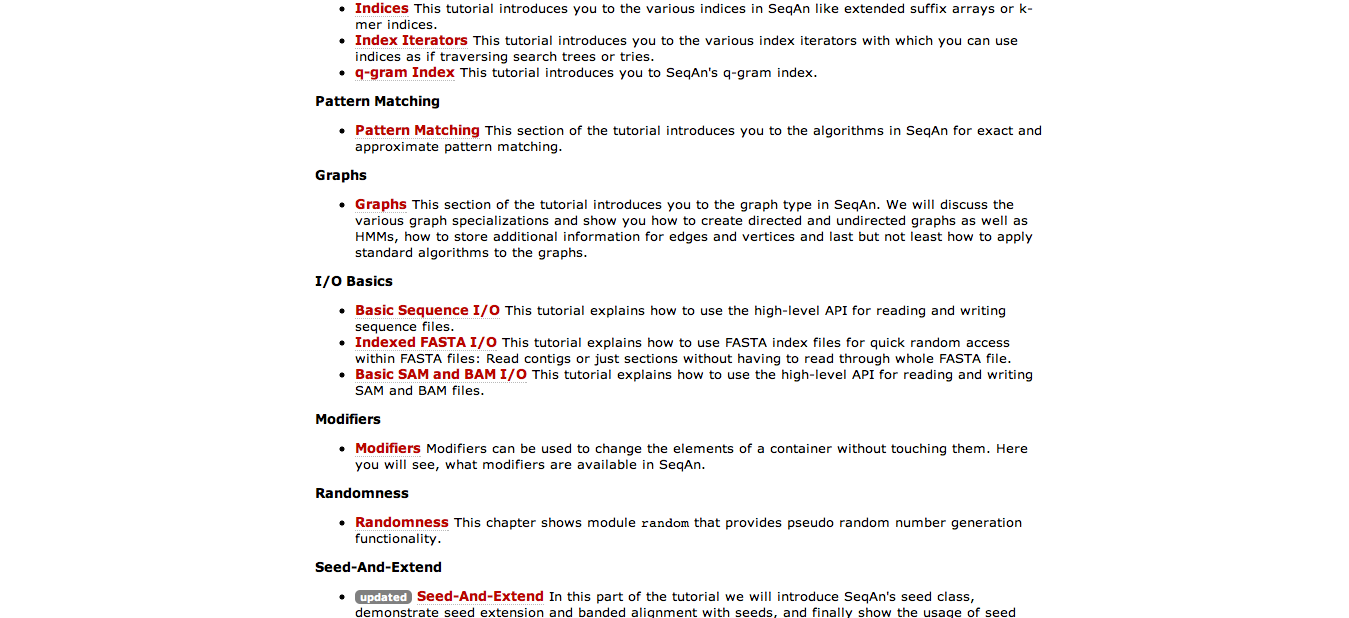 Indices This tutorial introduces you to the various indices in SeqAn like extended suffix arrays or k-
mer indices.
Index Iterators This tutorial introduces you to the various index iterators with which you can use
indices as if traversing search trees or tries.
q-gram Index This tutorial introduces you to SeqAn's q-gram index.
Pattern Matching
Pattern Matching This section of the tutorial introduces you to the algorithms in SeqAn for exact and
approximate pattern matching.
Graphs
Graphs This section of the tutorial introduces you to the graph type in SeqAn. We will discuss the
various graph specializations and show you how to create directed and undirected graphs as well as
HMMs, how to store additional information for edges and vertices and last but not least how to apply
standard algorithms to the graphs.
I/O Basics
Basic Sequence I/O This tutorial explains how to use the high-level API for reading and writing
sequence files.
Indexed FASTA I/O This tutorial explains how to use FASTA index files for quick random access
within FASTA files: Read contigs or just sections without having to read through whole FASTA file.
Basic SAM and BAM I/O This tutorial explains how to use the high-level API for reading and writing
SAM and BAM files.
Modifiers
Modifiers Modifiers can be used to change the elements of a container without touching them. Here
you will see, what modifiers are available in SeqAn.
Randomness
Randomness This chapter shows module random that provides pseudo random number generation
functionality.
Seed-And-Extend
updated Seed-And-Extend In this part of the tutorial we will introduce SeqAn's seed class,
demonstrate seed extension and banded alignment with seeds, and finally show the usage of seed